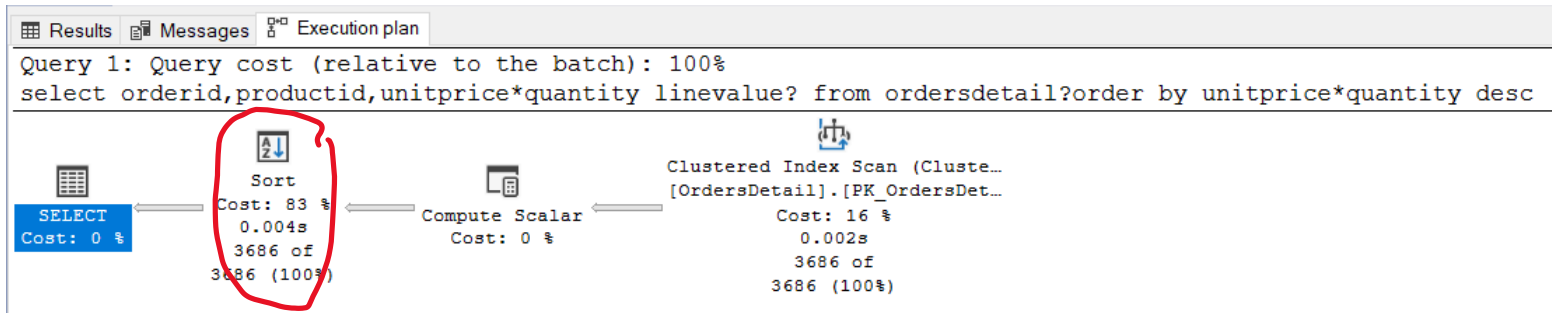 Results Messages Execution plan
Query 1: Query cost (relative to the batch): 100%
select orderid,productid,unitprice*quantity linevalue? from ordersdetail?order by unitprice*quantity desc
SELECT
Cost: 0 %
Sort
Cost: 83 %
0.004s
3686 of
3686 (100%)
Compute Scalar
Cost: 0 %
Clustered Index Scan (Cluste…
[OrdersDetail].[PK_OrdersDet…
Cost: 16 %
0.002s
3686 of
3686 (100%)